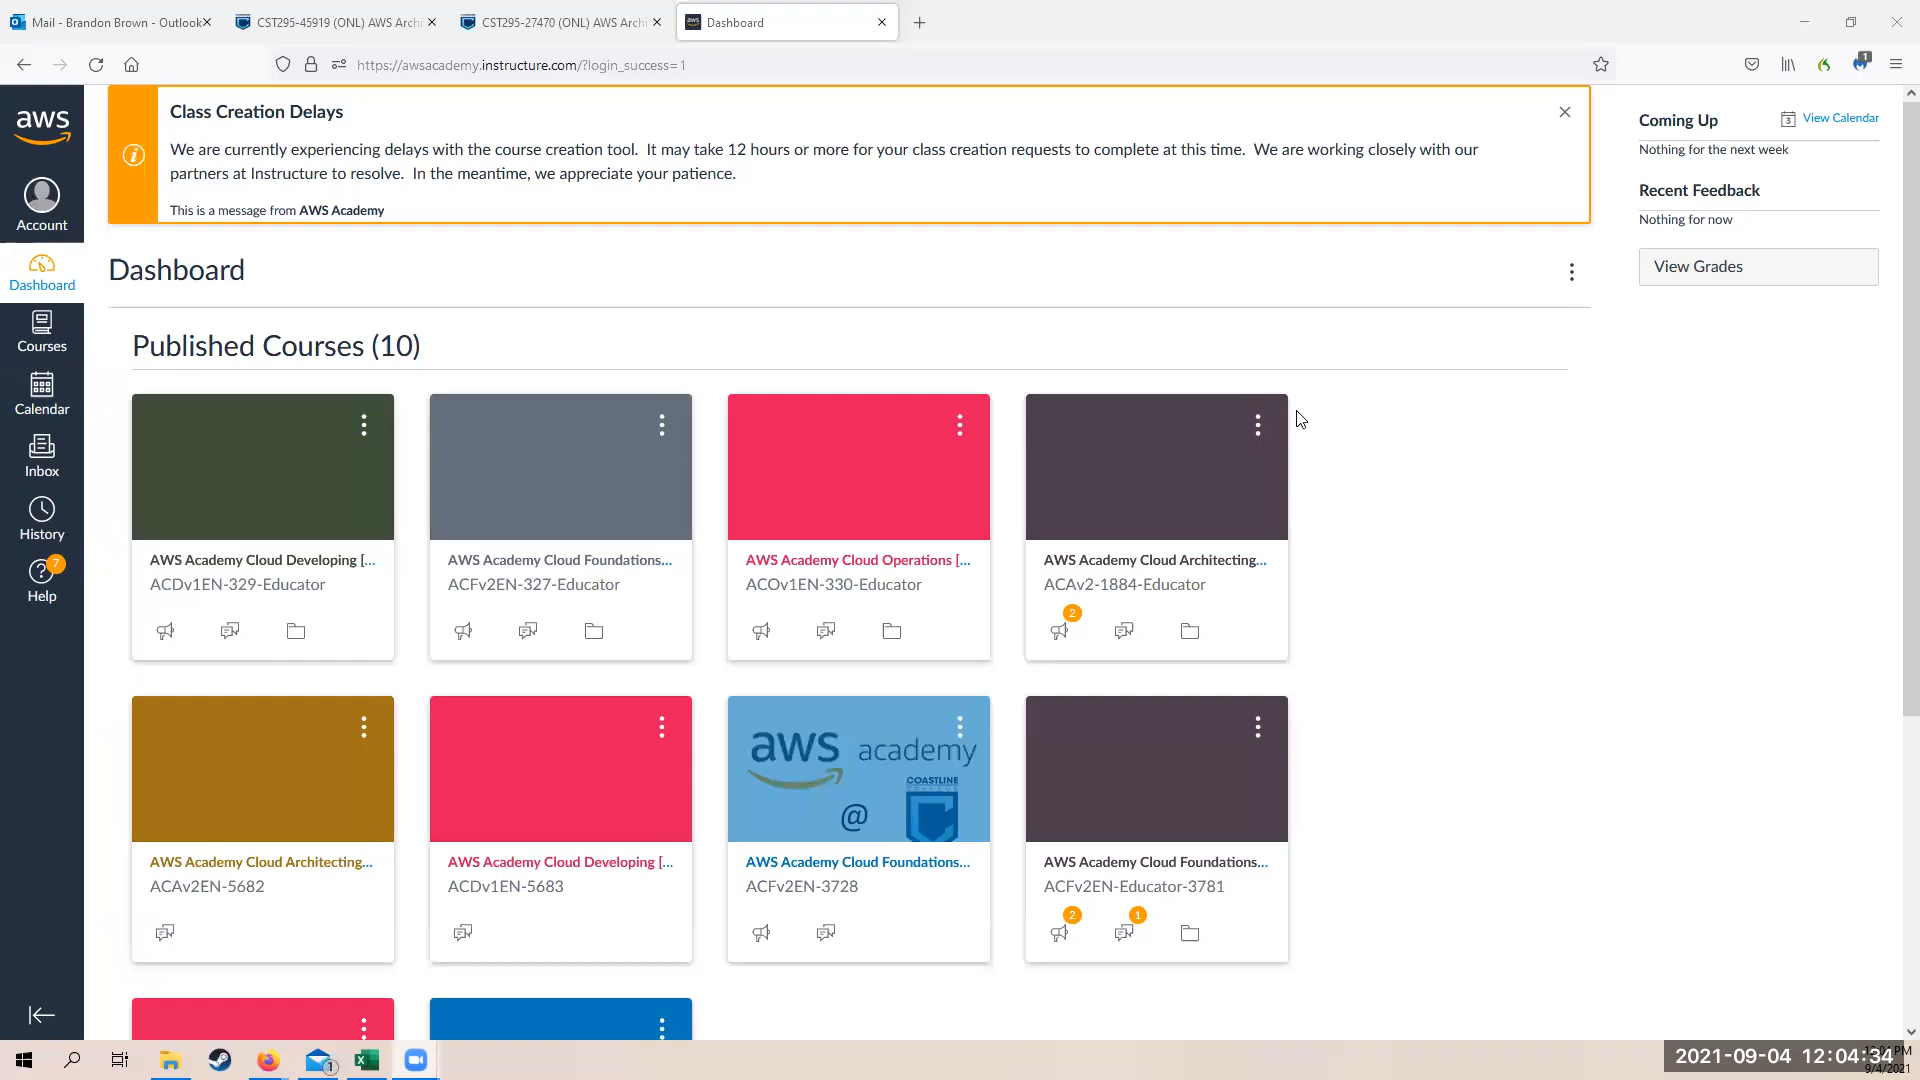 Mail - Brandon Brown - Outlook
CST295-45919 (ONL) AWS Archi
CST295-27470 (ONL) AWS Archi
aws Dashboard
https://awsacademy.instructure.com/?login_success=1
1
aws
Account
Dashboard
Courses
Calendar
Inbox
History
7
Help
Class Creation Delays
We are currently experiencing delays with the course creation tool.  It may take 12 hours or more for your class creation requests to complete at this time.  We are working closely with our
partners at Instructure to resolve.  In the meantime, we appreciate your patience.
This is a message from AWS Academy
Dashboard
Published Courses (10)
AWS Academy Cloud Developing [...
ACDv1EN-329-Educator
AWS Academy Cloud Foundations...
ACFv2EN-327-Educator
AWS Academy Cloud Operations [...
ACOv1EN-330-Educator
AWS Academy Cloud Architecting...
ACAv2-1884-Educator
2
AWS Academy Cloud Architecting...
ACAv2EN-5682
AWS Academy Cloud Developing [...
ACDv1EN-5683
aws academy
COASTLINE
@
AWS Academy Cloud Foundations...
ACFv2EN-3728
AWS Academy Cloud Foundations...
ACFv2EN-Educator-3781
2
1
Coming Up
3 View Calendar
Nothing for the next week
Recent Feedback
Nothing for now
View Grades
1
2021-09-04 12:04:34
PM
9/4/2021